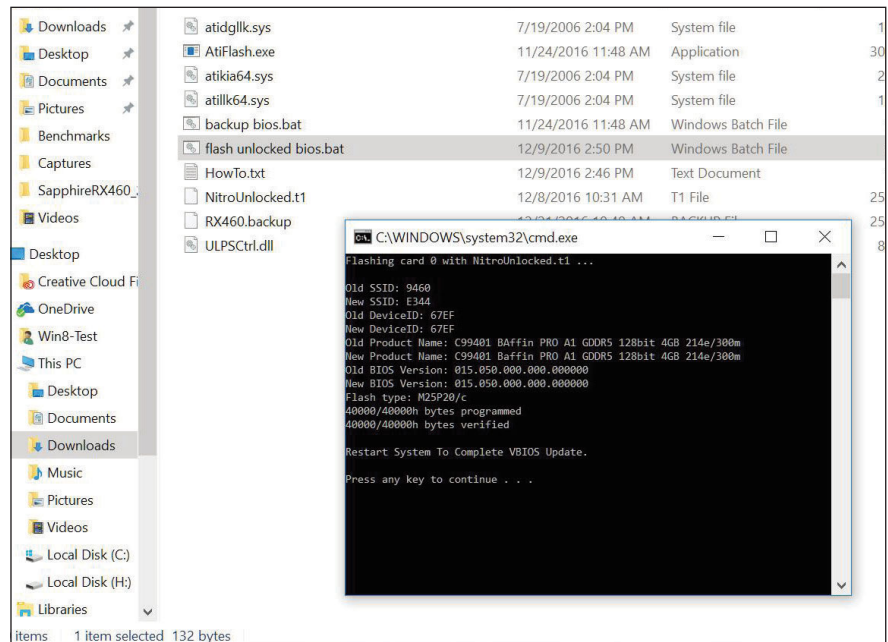 Downloads
Desktop
Documents
Pictures
Benchmarks
Captures
SapphireRX460_
Videos
Desktop
Creative Cloud Fi
OneDrive
Win8-Test
This PC
Desktop
Documents
Downloads
Music
Pictures
Videos
Local Disk (C:)
Local Disk (H:)
Libraries
atidgllk.sys 7/19/2006 2:04 PM System file 1
AtiFlash.exe 11/24/2016 11:48 AM Application 30
atikia64.sys 7/19/2006 2:04 PM System file 2
atillk64.sys 7/19/2006 2:04 PM System file 1
backup bios.bat 11/24/2016 11:48 AM Windows Batch File
flash unlocked bios.bat 12/9/2016 2:50 PM Windows Batch File
HowTo.txt 12/9/2016 2:46 PM Text Document
NitroUnlocked.t1 12/8/2016 10:31 AM T1 File 25
RX460.backup 25
ULPSCtrl.dll 8
C:\WINDOWS\system32\cmd.exe
Flashing card 0 with NitroUnlocked.t1 ...
Old SSID: 9460
New SSID: E344
Old DeviceID: 67EF
New DeviceID: 67EF
Old Product Name: C99401 BAffin PRO A1 GDDR5 128bit 4GB 214e/300m
New Product Name: C99401 BAffin PRO A1 GDDR5 128bit 4GB 214e/300m
Old BIOS Version: 015.050.000.000.000000
New BIOS Version: 015.050.000.000.000000
Flash type: M25P20/c
40000/40000h bytes programmed
40000/40000h bytes verified
Restart System To Complete VBIOS Update.
Press any key to continue . . .
items 1 item selected 132 bytes